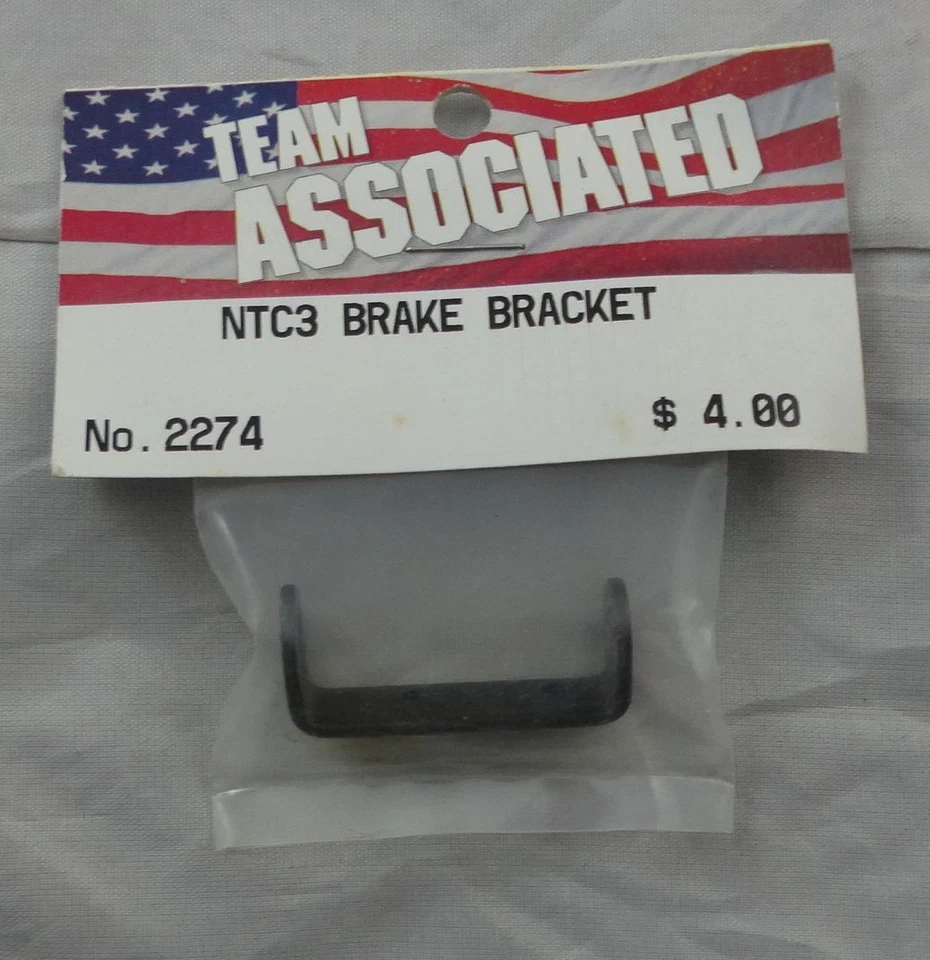 TEAM
ASSOCIATED
NTC3 BRAKE BRACKET
No. 2274
$ 4.00